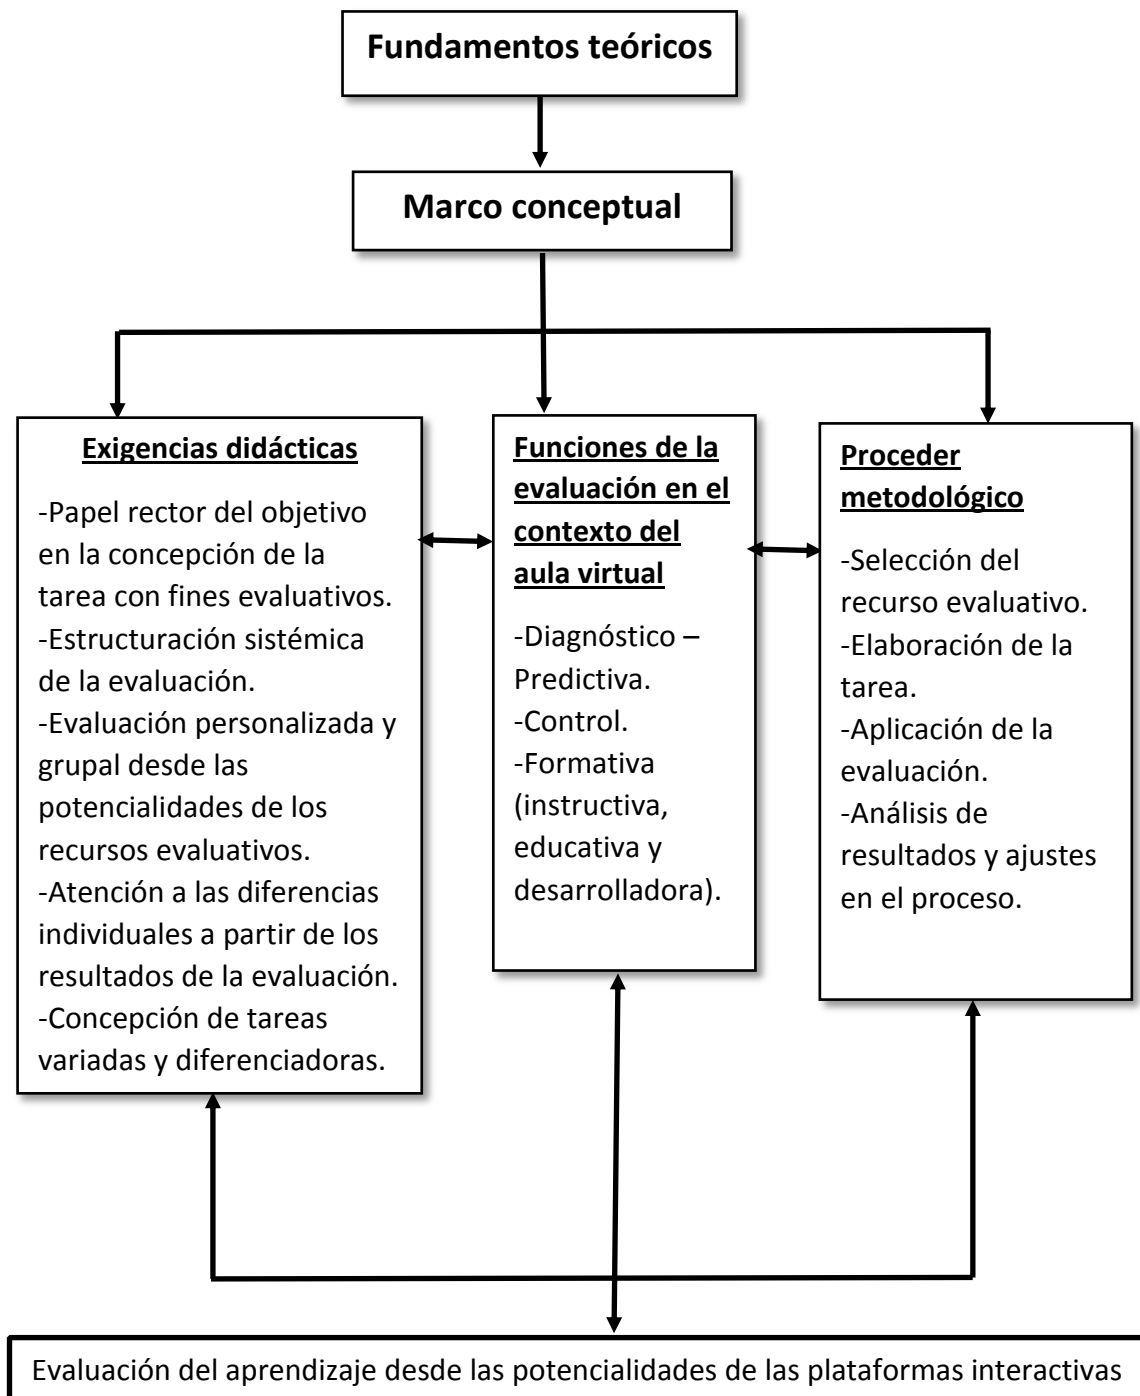 Fundamentos teóricos
Marco conceptual
Exigencias didácticas
-Papel rector del objetivo
en la concepción de la
tarea con fines evaluativos.
-Estructuración sistémica
de la evaluación.
-Evaluación personalizada y
grupal desde las
potencialidades de los
recursos evaluativos.
-Atención a las diferencias
individuales a partir de los
resultados de la evaluación.
-Concepción de tareas
variadas y diferenciadoras.
Funciones de la
evaluación en el
contexto del
aula virtual
-Diagnóstico –
Predictiva.
-Control.
-Formativa
(instructiva,
educativa y
desarrolladora).
Proceder
metodológico
-Selección del
recurso evaluativo.
-Elaboración de la
tarea.
-Aplicación de la
evaluación.
-Análisis de
resultados y ajustes
en el proceso.
Evaluación del aprendizaje desde las potencialidades de las plataformas interactivas